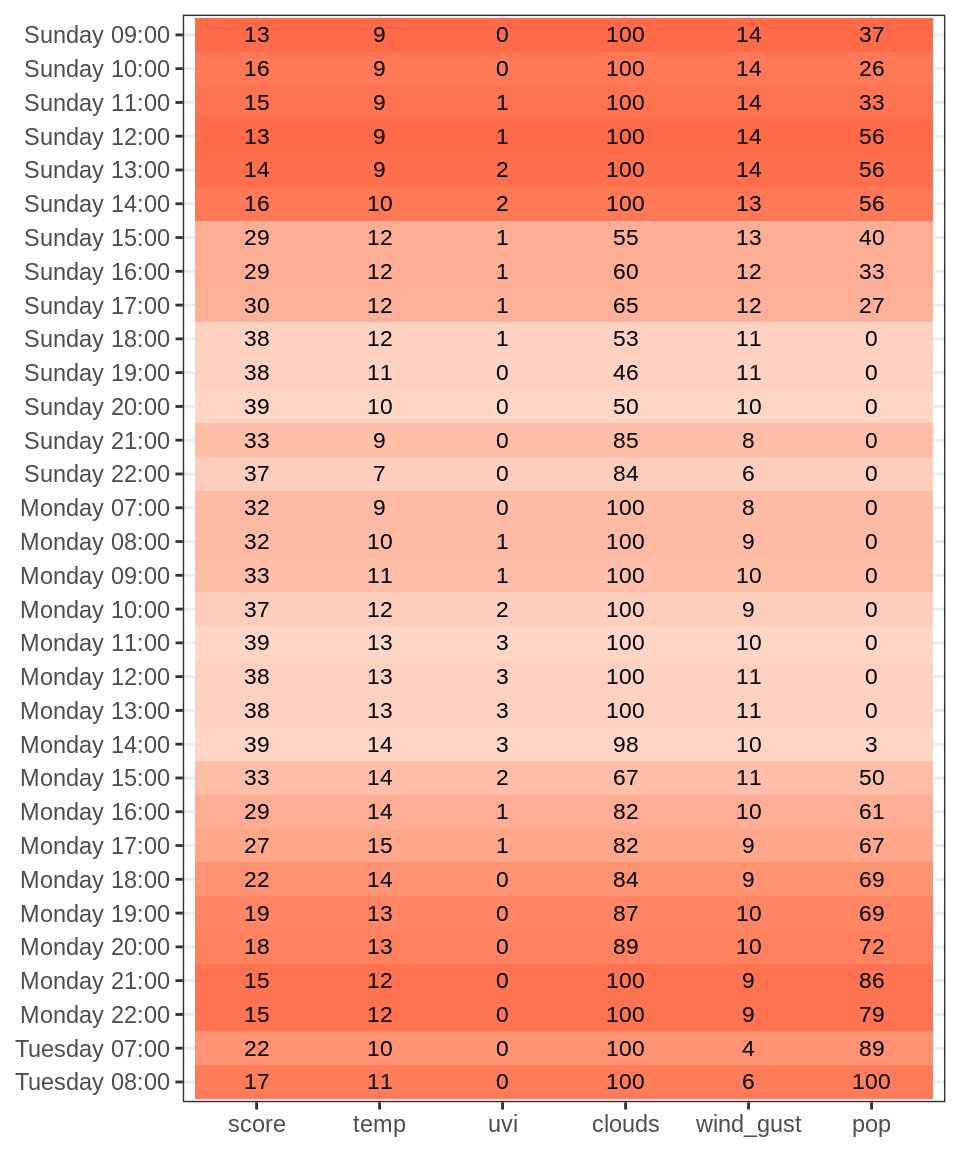 Sunday 09:00 13 9 0 100 14 37
Sunday 10:00 16 9 0 100 14 26
Sunday 11:00 15 9 1 100 14 33
Sunday 12:00 13 9 1 100 14 56
Sunday 13:00 14 9 2 100 14 56
Sunday 14:00 16 10 2 100 13 56
Sunday 15:00 29 12 1 55 13 40
Sunday 16:00 29 12 1 60 12 33
Sunday 17:00 30 12 1 65 12 27
Sunday 18:00 38 12 1 53 11 0
Sunday 19:00 38 11 0 46 11 0
Sunday 20:00 39 10 0 50 10 0
Sunday 21:00 33 9 0 85 8 0
Sunday 22:00 37 7 0 84 6 0
Monday 07:00 32 9 0 100 8 0
Monday 08:00 32 10 1 100 9 0
Monday 09:00 33 11 1 100 10 0
Monday 10:00 37 12 2 100 9 0
Monday 11:00 39 13 3 100 10 0
Monday 12:00 38 13 3 100 11 0
Monday 13:00 38 13 3 100 11 0
Monday 14:00 39 14 3 98 10 3
Monday 15:00 33 14 2 67 11 50
Monday 16:00 29 14 1 82 10 61
Monday 17:00 27 15 1 82 9 67
Monday 18:00 22 14 0 84 9 69
Monday 19:00 19 13 0 87 10 69
Monday 20:00 18 13 0 89 10 72
Monday 21:00 15 12 0 100 9 86
Monday 22:00 15 12 0 100 9 79
Tuesday 07:00 22 10 0 100 4 89
Tuesday 08:00 17 11 0 100 6 100
score temp uvi clouds wind_gust pop